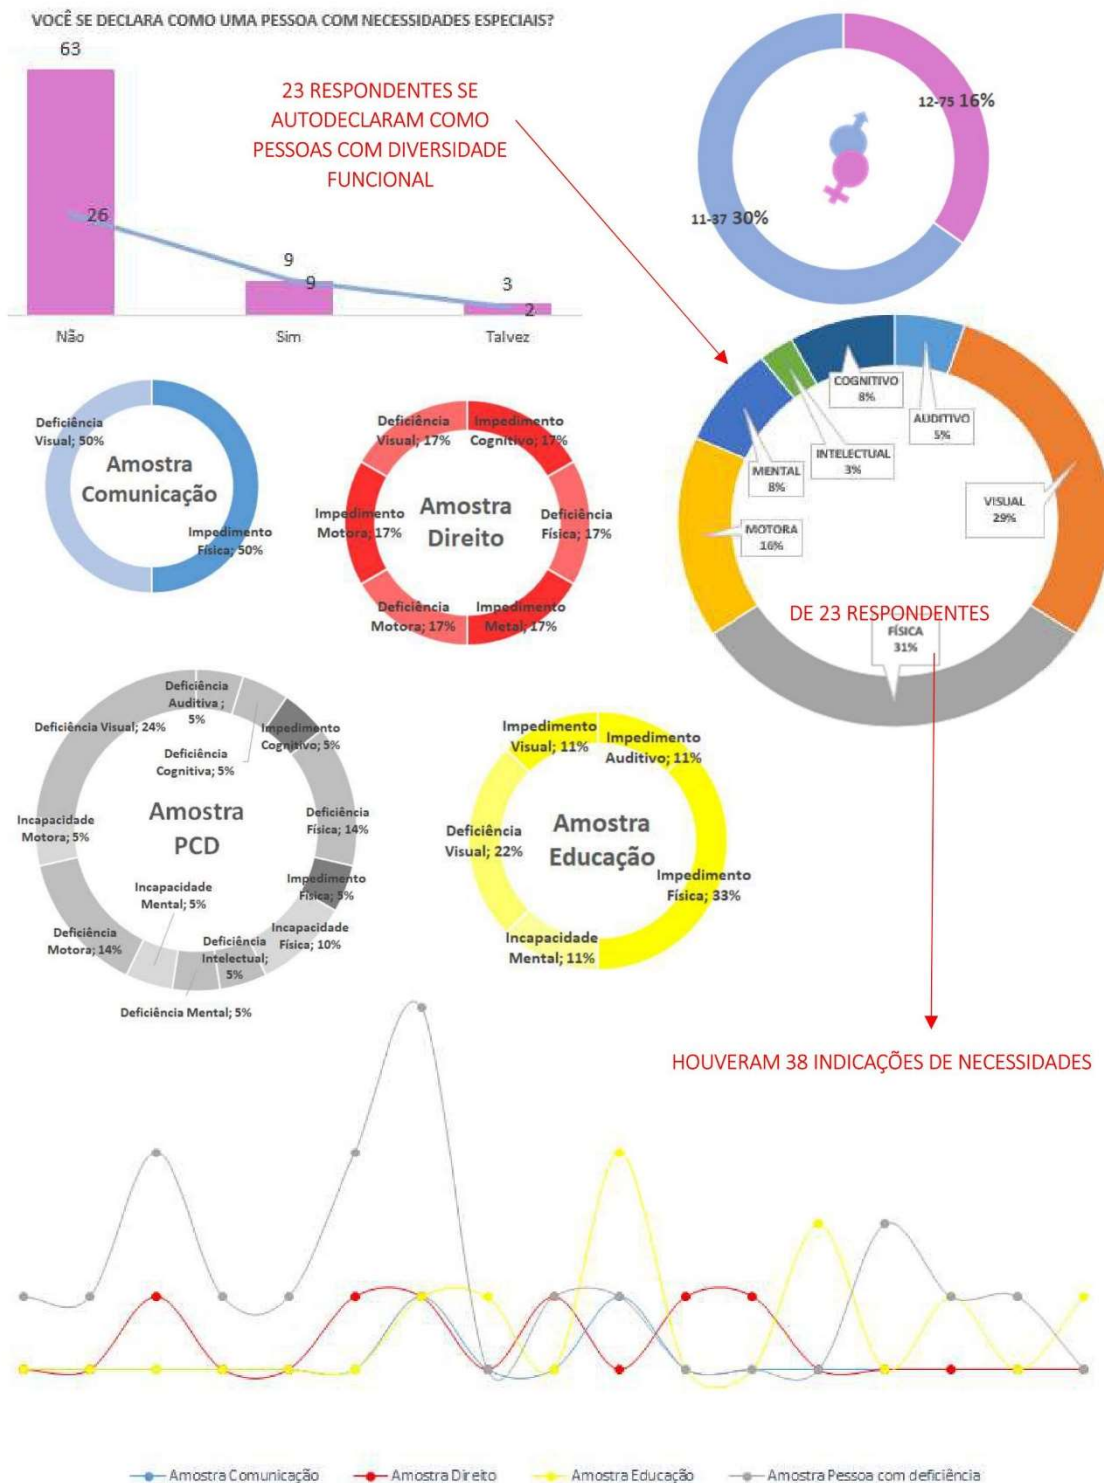 VOCÊ SE DECLARA COMO UMA PESSOA COM NECESSIDADES ESPECIAIS?
63
26
9
9
3
2
Não
Sim
Talvez
23 RESPONDENTES SE
AUTODECLARAM COMO
PESSOAS COM DIVERSIDADE
FUNCIONAL
12-75 16%
11-37 30%
COGNITIVO
8%
AUDITIVO
5%
INTELECTUAL
3%
MENTAL
8%
VISUAL
29%
MOTORA
16%
DE 23 RESPONDENTES
FÍSICA
31%
Deficiência
Visual; 50%
Amostra
Comunicação
Impedimento
Física; 50%
Deficiência
Visual; 17%
Impedimento
Cognitivo; 17%
Impedimento
Motora; 17%
Amostra
Direito
Deficiência
Física; 17%
Deficiência
Motora; 17%
Impedimento
Metal; 17%
Deficiência
Auditiva ;
5%
Deficiência Visual; 24%
Impedimento
Cognitivo; 5%
Deficiência
Cognitiva; 5%
Incapacidade
Motora; 5%
Amostra
PCD
Deficiência
Física; 14%
Impedimento
Física; 5%
Incapacidade
Mental; 5%
Incapacidade
Física; 10%
Deficiência
Motora; 14%
Deficiência
Intelectual;
5%
Deficiência Mental; 5%
Impedimento
Visual; 11%
Impedimento
Auditivo; 11%
Deficiência
Visual; 22%
Amostra
Educação
Impedimento
Física; 33%
Incapacidade
Mental; 11%
HOUVERAM 38 INDICAÇÕES DE NECESSIDADES
Amostra Comunicação
Amostra Direito
Amostra Educação
Amostra Pessoa com deficiência